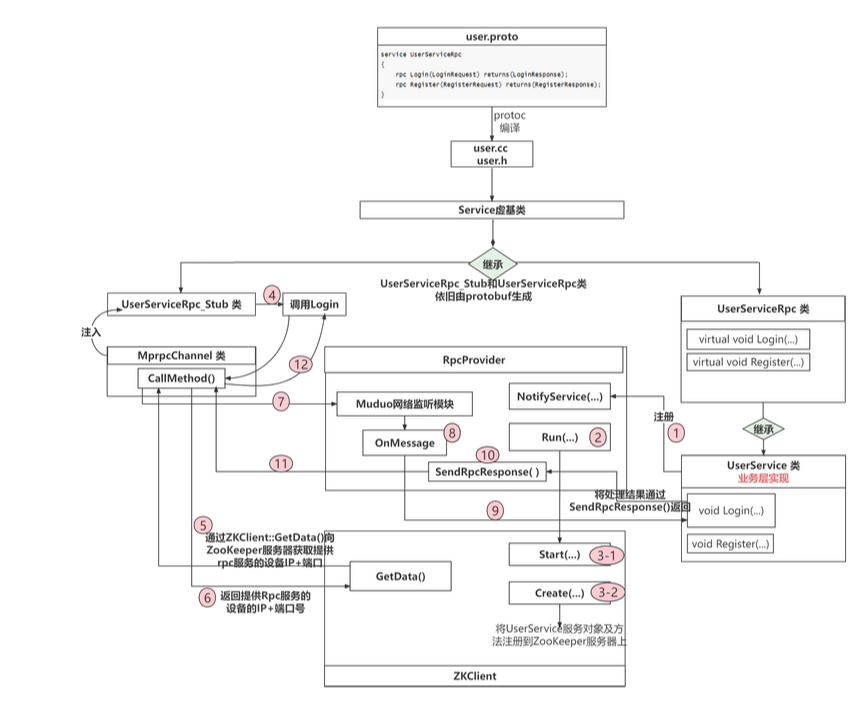 user.proto
service UserServiceRpc
{
rpc Login(LoginRequest) returns(LoginResponse);
rpc Register(RegisterRequest) returns(RegisterResponse);
}
protoc
编译
user.cc
user.h
Service虚基类
继承
UserServiceRpc_Stub和UserServiceRpc类
依旧由protobuf生成
UserServiceRpc_Stub 类
4
调用Login
注入
MprpcChannel 类
CallMethod()
12
7
RpcProvider
Muduo网络监听模块
OnMessage
8
NotifyService(...)
Run(...)
2
10
SendRpcResponse( )
11
9
注册
1
UserServiceRpc 类
virtual void Login(...)
virtual void Register(...)
继承
UserService 类
业务层实现
void Login(...)
void Register(...)
将处理结果通过
SendRpcResponse()返回
5
通过ZKClient::GetData()向
ZooKeeper服务器获取提供
rpc服务的设备IP+端口
6
返回提供Rpc服务的
设备的IP+端口号
GetData()
Start(...)
3-1
Create(...)
3-2
将UserService服务对象及方
法注册到ZooKeeper服务器上
ZKClient